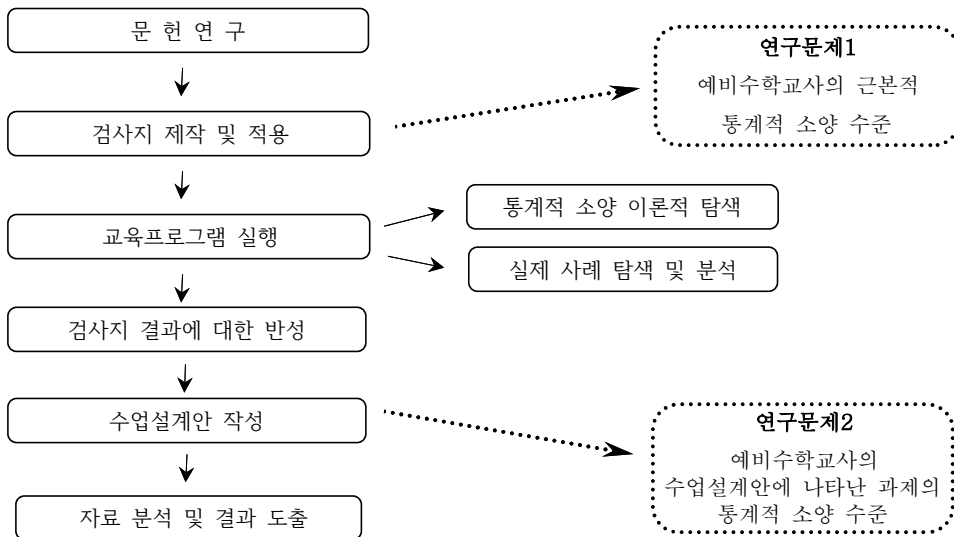 문 헌 연 구
연구문제1
예비수학교사의 근본적
통계적 소양 수준
검사지 제작 및 적용
통계적 소양 이론적 탐색
교육프로그램 실행
실제 사례 탐색 및 분석
검사지 결과에 대한 반성
수업설계안 작성
연구문제2
예비수학교사의
수업설계안에 나타난 과제의
통계적 소양 수준
자료 분석 및 결과 도출